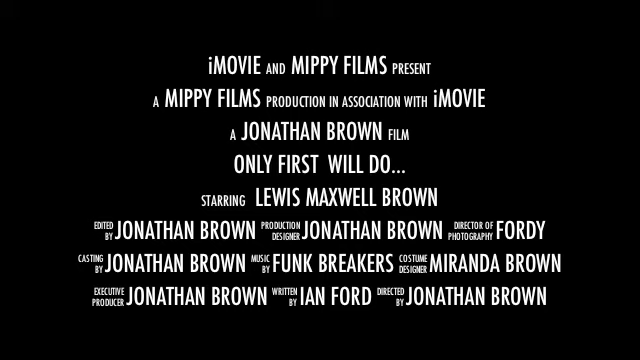 iMOVIE AND MIPPY FILMS PRESENT
A MIPPY FILMS PRODUCTION IN ASSOCIATION WITH iMOVIE
A JONATHAN BROWN FILM
ONLY FIRST WILL DO...
STARRING LEWIS MAXWELL BROWN
EDITED BY JONATHAN BROWN PRODUCTION DESIGNER JONATHAN BROWN DIRECTOR OF PHOTOGRAPHY FORDY
CASTING BY JONATHAN BROWN MUSIC BY FUNK BREAKERS COSTUME DESIGNER MIRANDA BROWN
EXECUTIVE PRODUCER JONATHAN BROWN WRITTEN BY IAN FORD DIRECTED BY JONATHAN BROWN